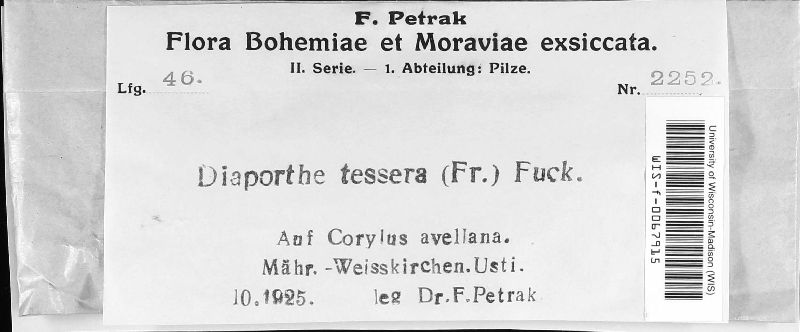 F. Petrak
Flora Bohemiae et Moraviae exsiccata.
II. Serie. — 1. Abteilung: Pilze.
Lfg. 46.
Nr. 2252.
Diaporthe tessera (Fr.) Fuck.
Auf Corylus avellana.
Mähr.-Weisskirchen.Usti.
10.1925. leg Dr.F.Petrak
University of Wisconsin-Madison (WIS)
WIS-f-0067915